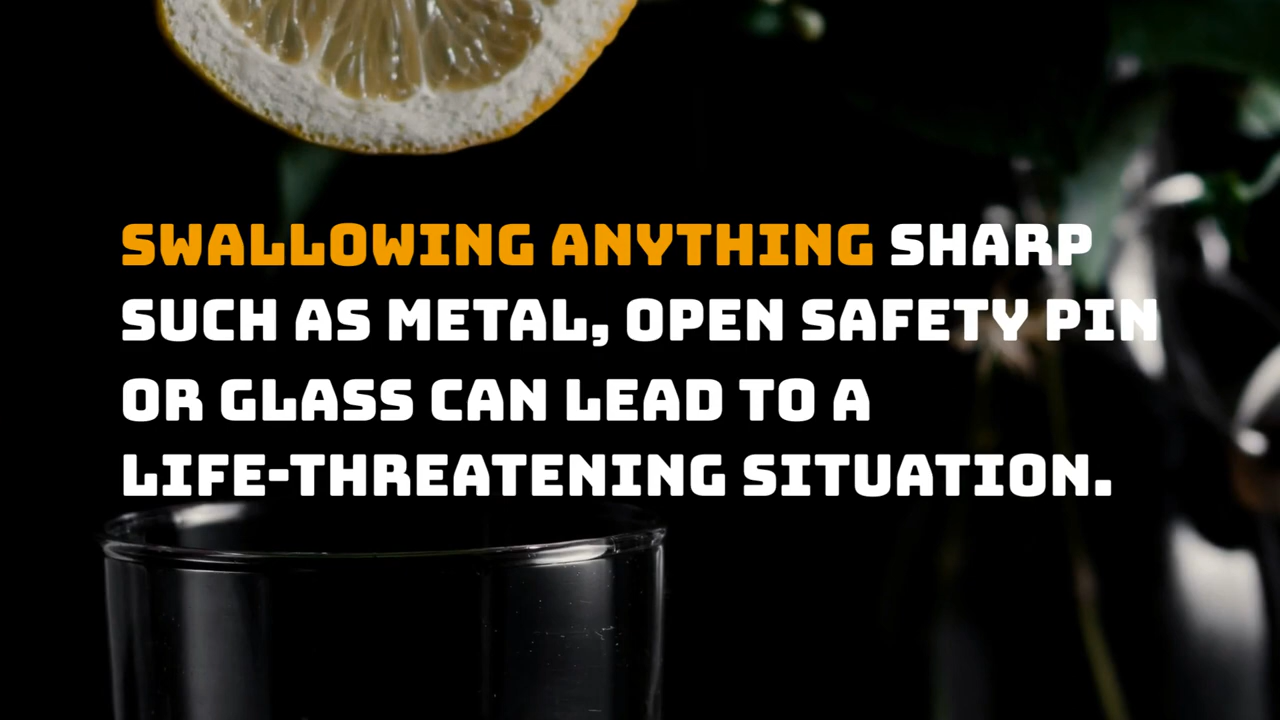 SWALLOWING ANYTHING SHARP
SUCH AS METAL, OPEN SAFETY PIN
OR GLASS CAN LEAD TO A
LIFE-THREATENING SITUATION.